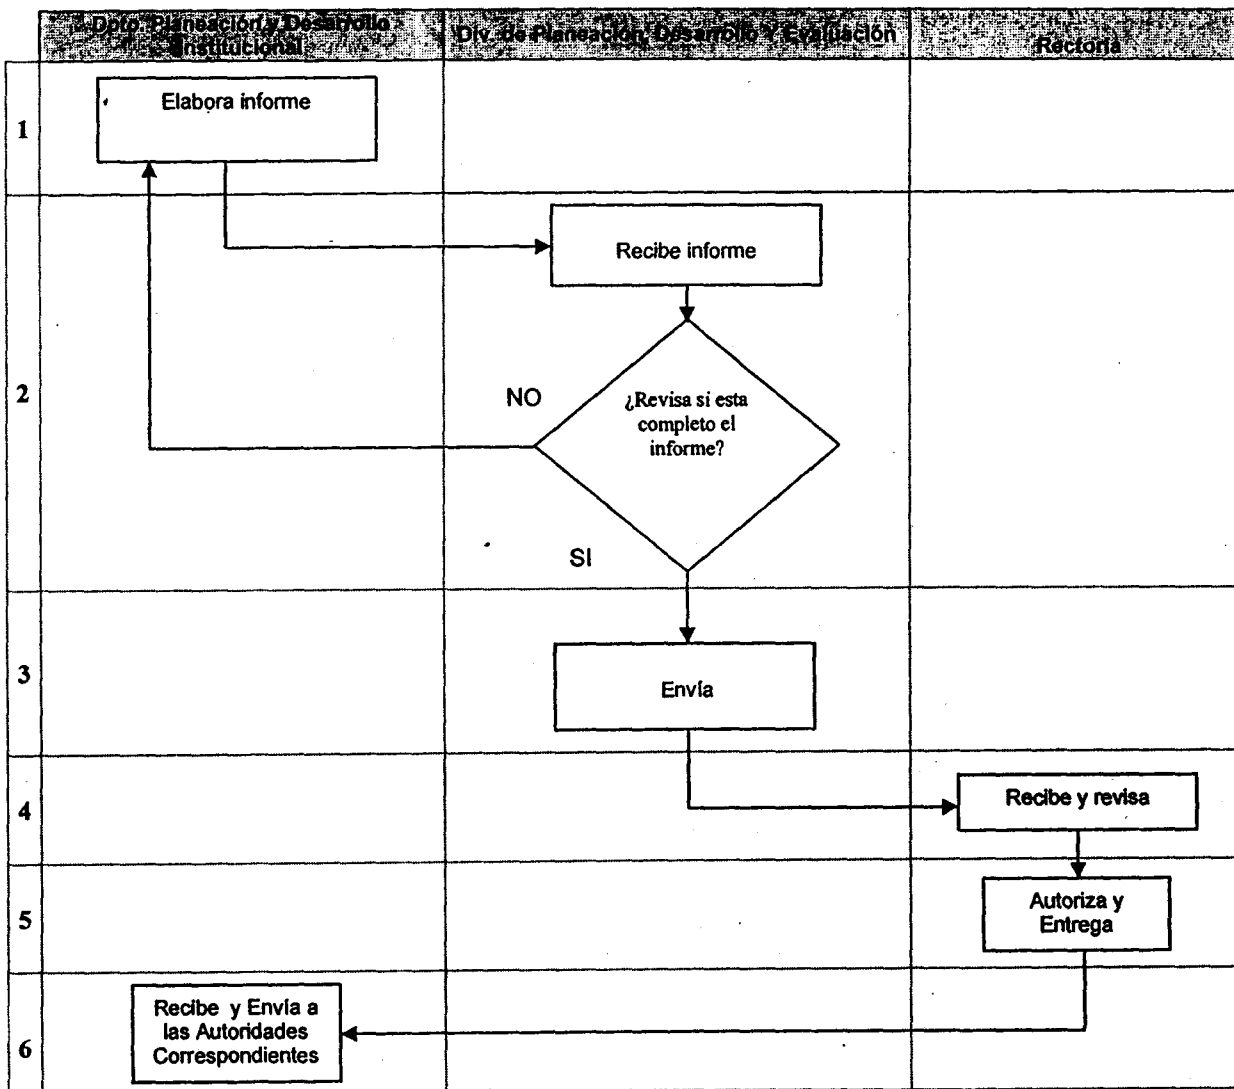 Dpto. Planeación y Desarrollo
Institucional
Div. de Planeación, Desarrollo Y Evaluación
Rectoria
1
Elabora informe
2
Recibe informe
NO
¿Revisa si esta
completo el
informe?
SI
3
Envía
4
Recibe y revisa
5
Autoriza y
Entrega
6
Recibe y Envía a
las Autoridades
Correspondientes